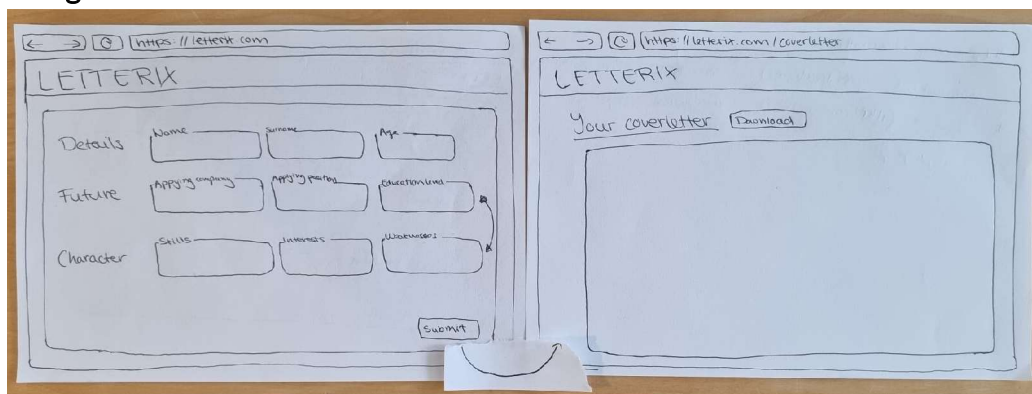 https://letterix.com
LETTERIX
Details
Name
Surname
Age
Future
Applying company
Applying position
Education level
Character
Skills
Interests
Weaknesses
Submit
https://letterix.com/coverletter
LETTERIX
Your coverletter
Download